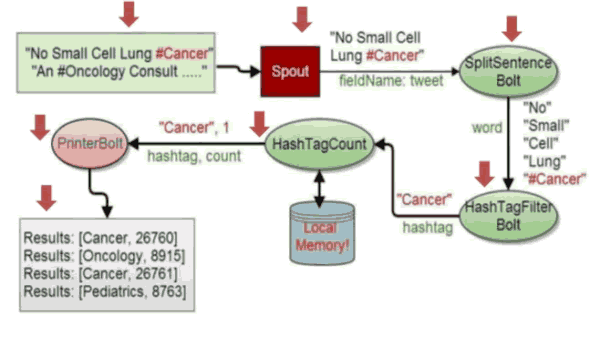 "No Small Cell Lung #Cancer"
"An #Oncology Consult ....."
Spout
"No Small Cell
Lung #Cancer"
fieldName: tweet
SplitSentence
Bolt
word
"No"
"Small"
"Cell"
"Lung"
"#Cancer"
HashTagFilter
Bolt
"Cancer"
hashtag
HashTagCount
Local
Memory!
"Cancer", 1
hashtag, count
PrinterBolt
Results: [Cancer, 26760]
Results: [Oncology, 8915]
Results: [Cancer, 26761]
Results: [Pediatrics, 8763]